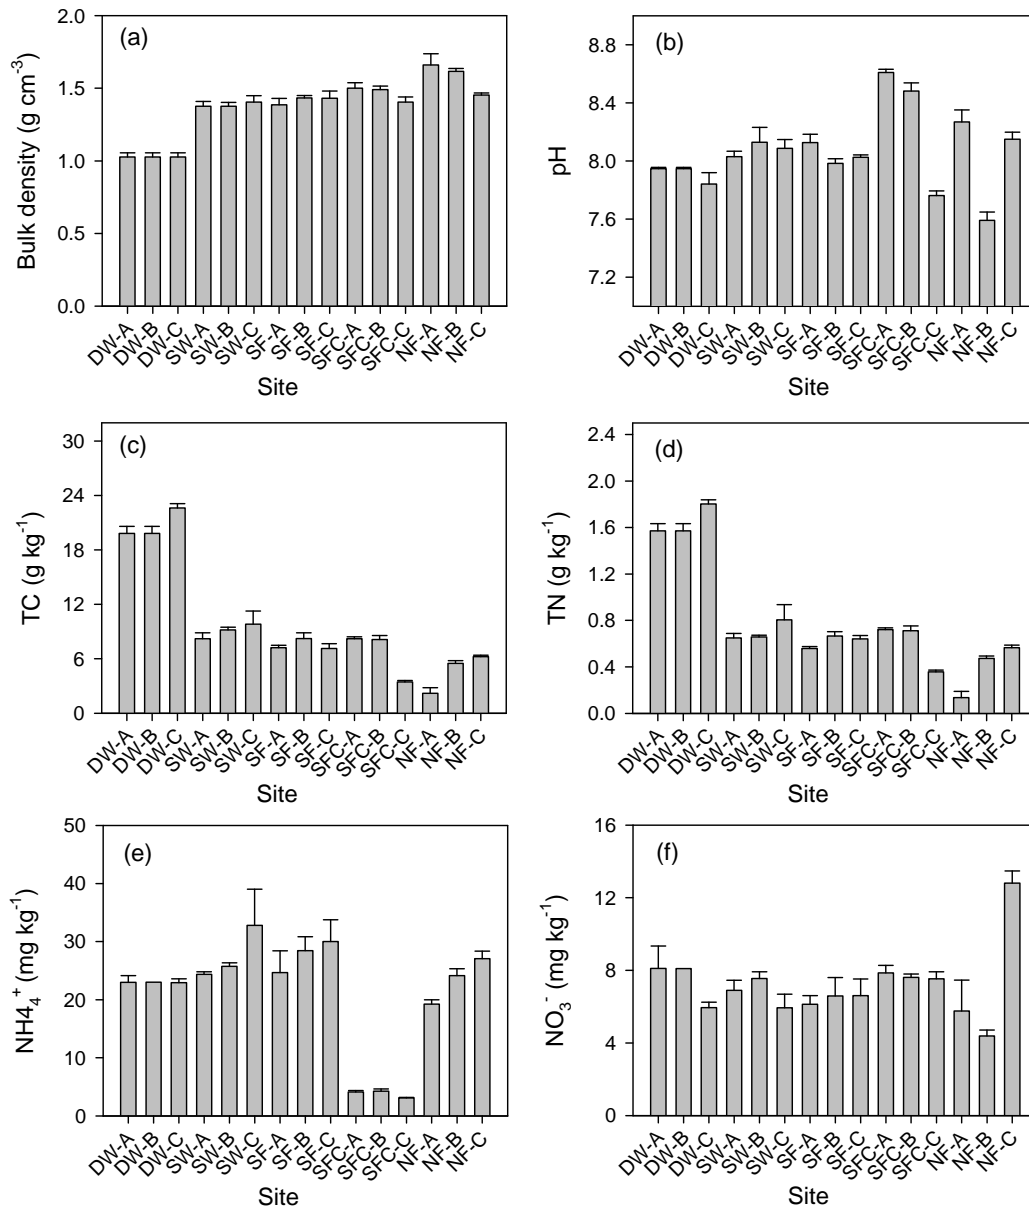 (a)
Bulk density (g cm⁻³)
2.0
1.5
1.0
0.5
0.0
DW-A DW-B DW-C SW-A SW-B SW-C SF-A SF-B SF-C SFC-A SFC-B SFC-C NF-A NF-B NF-C
Site
(b)
pH
8.8
8.4
8.0
7.6
7.2
DW-A DW-B DW-C SW-A SW-B SW-C SF-A SF-B SF-C SFC-A SFC-B SFC-C NF-A NF-B NF-C
Site
(c)
TC (g kg⁻¹)
30
24
18
12
6
0
DW-A DW-B DW-C SW-A SW-B SW-C SF-A SF-B SF-C SFC-A SFC-B SFC-C NF-A NF-B NF-C
Site
(d)
TN (g kg⁻¹)
2.4
2.0
1.6
1.2
0.8
0.4
0.0
DW-A DW-B DW-C SW-A SW-B SW-C SF-A SF-B SF-C SFC-A SFC-B SFC-C NF-A NF-B NF-C
Site
(e)
NH4₄⁺ (mg kg⁻¹)
50
40
30
20
10
0
DW-A DW-B DW-C SW-A SW-B SW-C SF-A SF-B SF-C SFC-A SFC-B SFC-C NF-A NF-B NF-C
Site
(f)
NO₃⁻ (mg kg⁻¹)
16
12
8
4
0
DW-A DW-B DW-C SW-A SW-B SW-C SF-A SF-B SF-C SFC-A SFC-B SFC-C NF-A NF-B NF-C
Site